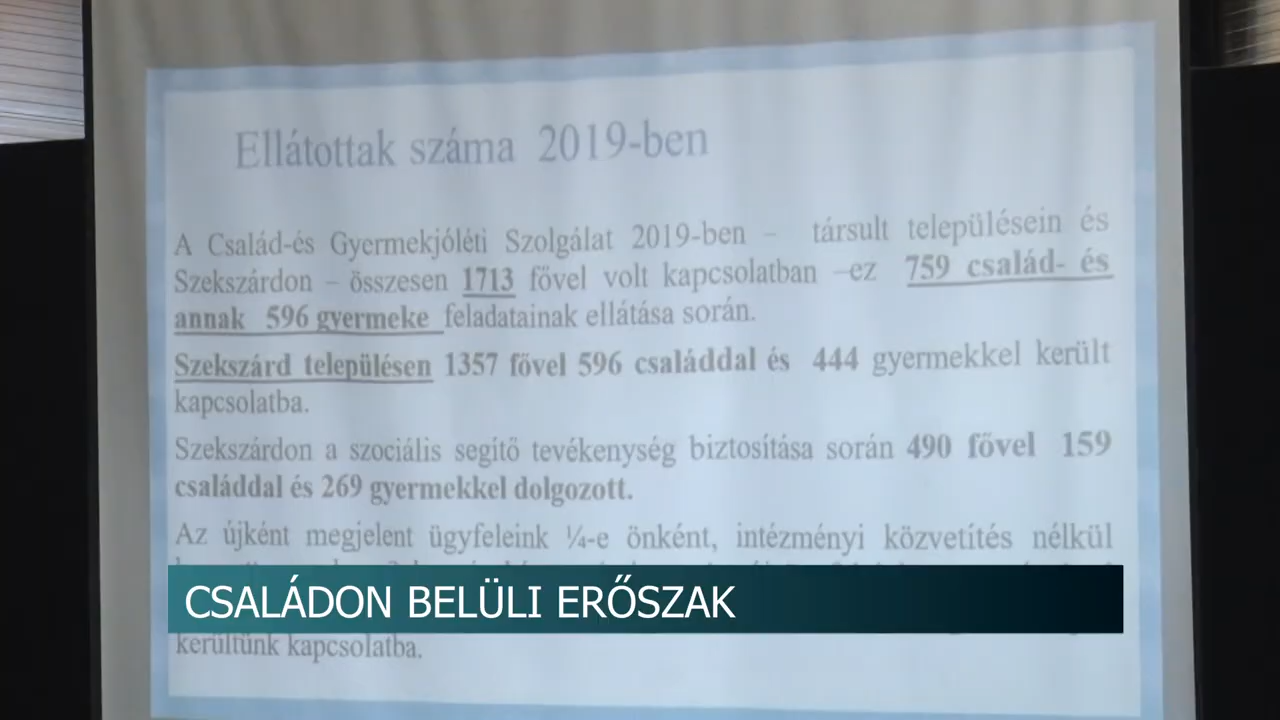 Ellátottak száma 2019-ben
A Család-és Gyermekjóléti Szolgálat 2019-ben – társult településein és
Szekszárdon – összesen 1713 fővel volt kapcsolatban –ez 759 család- és
annak 596 gyermeke feladatainak ellátása során.
Szekszárd településen 1357 fővel 596 családdal és 444 gyermekkel került
kapcsolatba.
Szekszárdon a szociális segítő tevékenység biztosítása során 490 fővel 159
családdal és 269 gyermekkel dolgozott.
Az újként megjelent ügyfeleink ¼-e önként, intézményi közvetítés nélkül
CSALÁDON BELÜLI ERŐSZAK
kerültünk kapcsolatba.